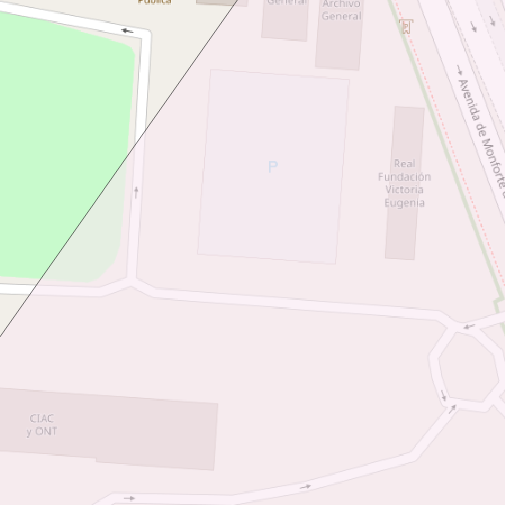 Pública
General
Archivo
General
P
Avenida de Monforte d
Real
Fundación
Victoria
Eugenia
CIAC
y ONT